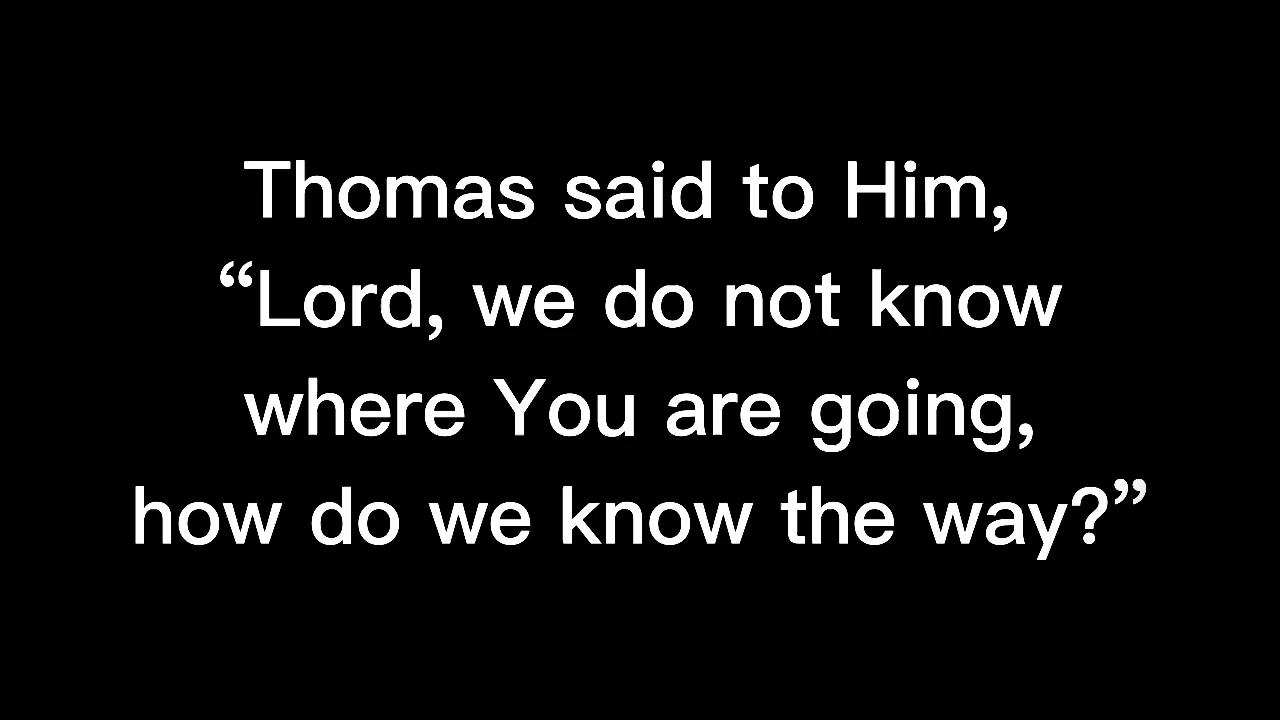 Thomas said to Him,
“Lord, we do not know
where You are going,
how do we know the way?”